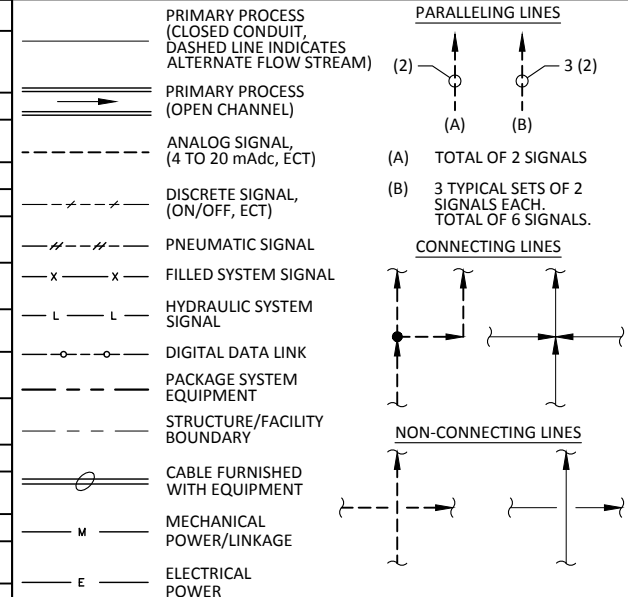 PRIMARY PROCESS
(CLOSED CONDUIT,
DASHED LINE INDICATES
ALTERNATE FLOW STREAM)
PRIMARY PROCESS
(OPEN CHANNEL)
ANALOG SIGNAL,
(4 TO 20 mAdc, ECT)
DISCRETE SIGNAL,
(ON/OFF, ECT)
PNEUMATIC SIGNAL
X X FILLED SYSTEM SIGNAL
L L HYDRAULIC SYSTEM
SIGNAL
DIGITAL DATA LINK
PACKAGE SYSTEM
EQUIPMENT
STRUCTURE/FACILITY
BOUNDARY
CABLE FURNISHED
WITH EQUIPMENT
M MECHANICAL
POWER/LINKAGE
E ELECTRICAL
POWER
PARALLELING LINES
(2) 3 (2)
(A) (B)
(A) TOTAL OF 2 SIGNALS
(B) 3 TYPICAL SETS OF 2
SIGNALS EACH.
TOTAL OF 6 SIGNALS.
CONNECTING LINES
NON-CONNECTING LINES